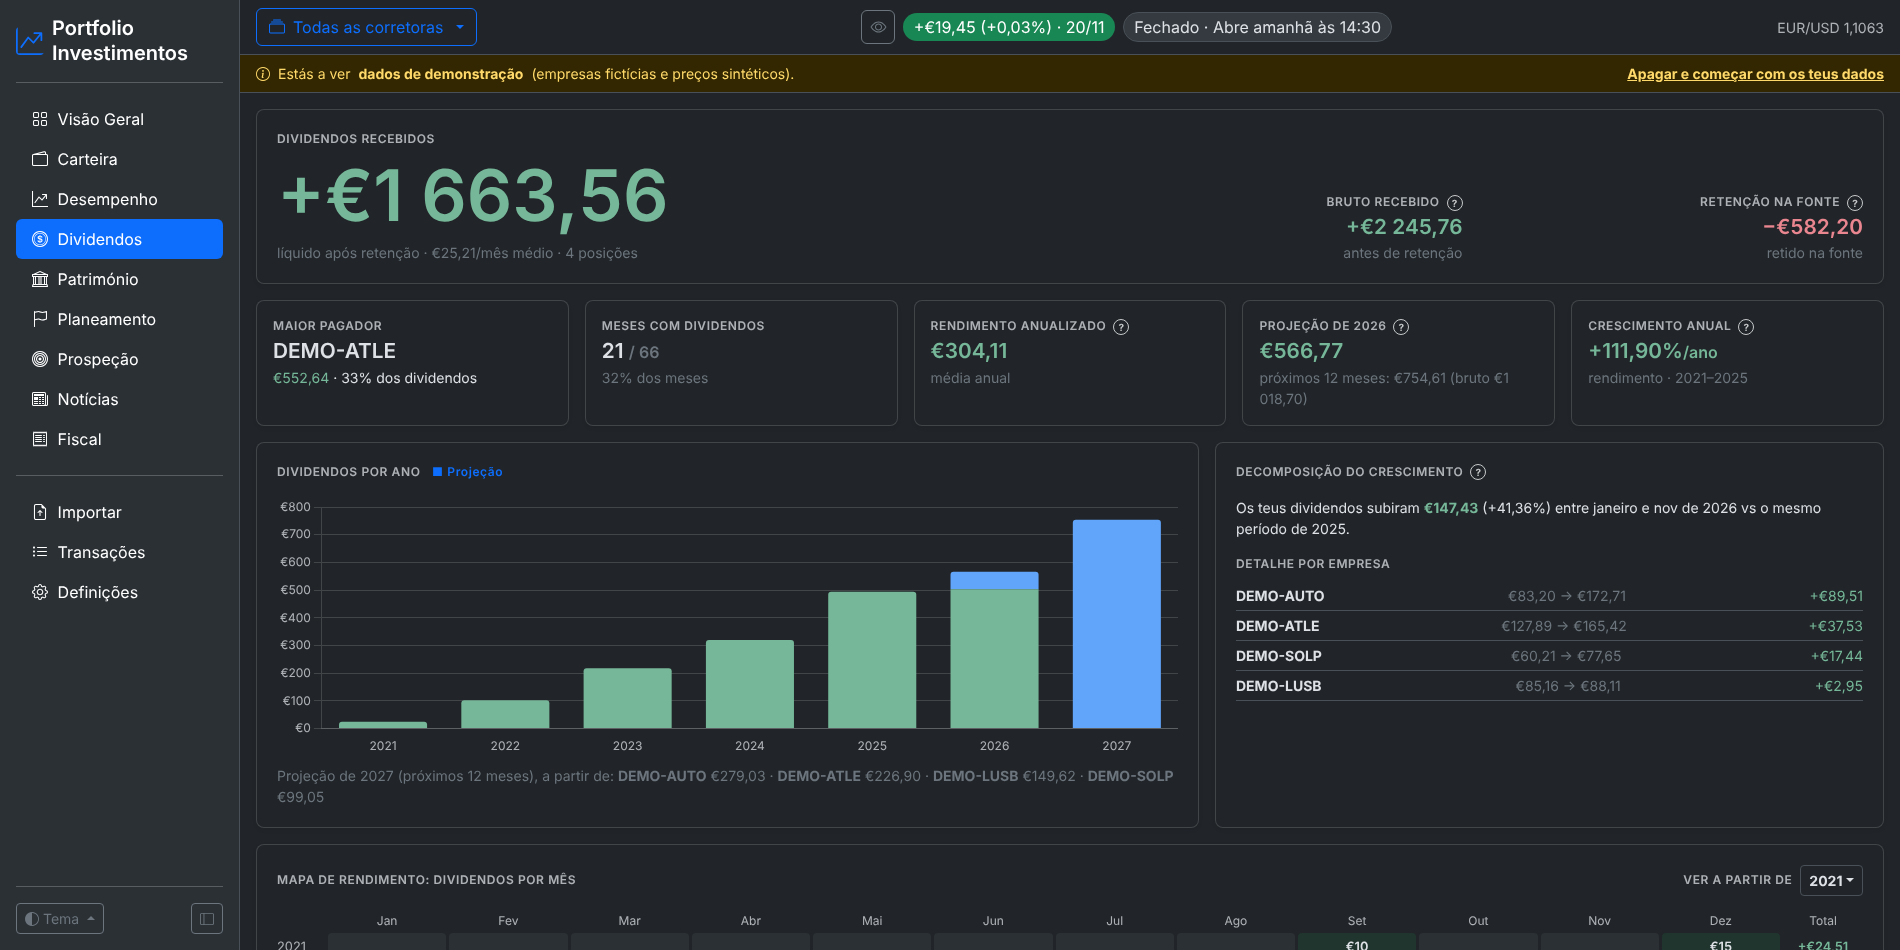 Portfolio
Investimentos
Visão Geral
Carteira
Desempenho
Dividendos
Património
Planeamento
Prospeção
Notícias
Fiscal
Importar
Transações
Definições
Tema
Todas as corretoras
+€19,45 (+0,03%) · 20/11
Fechado · Abre amanhã às 14:30
EUR/USD 1,1063
Estás a ver dados de demonstração (empresas fictícias e preços sintéticos).
Apagar e começar com os teus dados
DIVIDENDOS RECEBIDOS
+€1 663,56
líquido após retenção · €25,21/mês médio · 4 posições
BRUTO RECEBIDO ?
+€2 245,76
antes de retenção
RETENÇÃO NA FONTE ?
−€582,20
retido na fonte
MAIOR PAGADOR
DEMO-ATLE
€552,64 · 33% dos dividendos
MESES COM DIVIDENDOS
21 / 66
32% dos meses
RENDIMENTO ANUALIZADO ?
€304,11
média anual
PROJEÇÃO DE 2026 ?
€566,77
próximos 12 meses: €754,61 (bruto €1
018,70)
CRESCIMENTO ANUAL ?
+111,90%/ano
rendimento · 2021–2025
DIVIDENDOS POR ANO Projeção
€800
€700
€600
€500
€400
€300
€200
€100
€0
2021 2022 2023 2024 2025 2026 2027
Projeção de 2027 (próximos 12 meses), a partir de: DEMO-AUTO €279,03 · DEMO-ATLE €226,90 · DEMO-LUSB €149,62 · DEMO-SOLP
€99,05
DECOMPOSIÇÃO DO CRESCIMENTO ?
Os teus dividendos subiram €147,43 (+41,36%) entre janeiro e nov de 2026 vs o mesmo
período de 2025.
DETALHE POR EMPRESA
DEMO-AUTO €83,20 → €172,71 +€89,51
DEMO-ATLE €127,89 → €165,42 +€37,53
DEMO-SOLP €60,21 → €77,65 +€17,44
DEMO-LUSB €85,16 → €88,11 +€2,95
MAPA DE RENDIMENTO: DIVIDENDOS POR MÊS
VER A PARTIR DE 2021
Jan Fev Mar Abr Mai Jun Jul Ago Set Out Nov Dez Total
2021 €10 €15 +€24,51